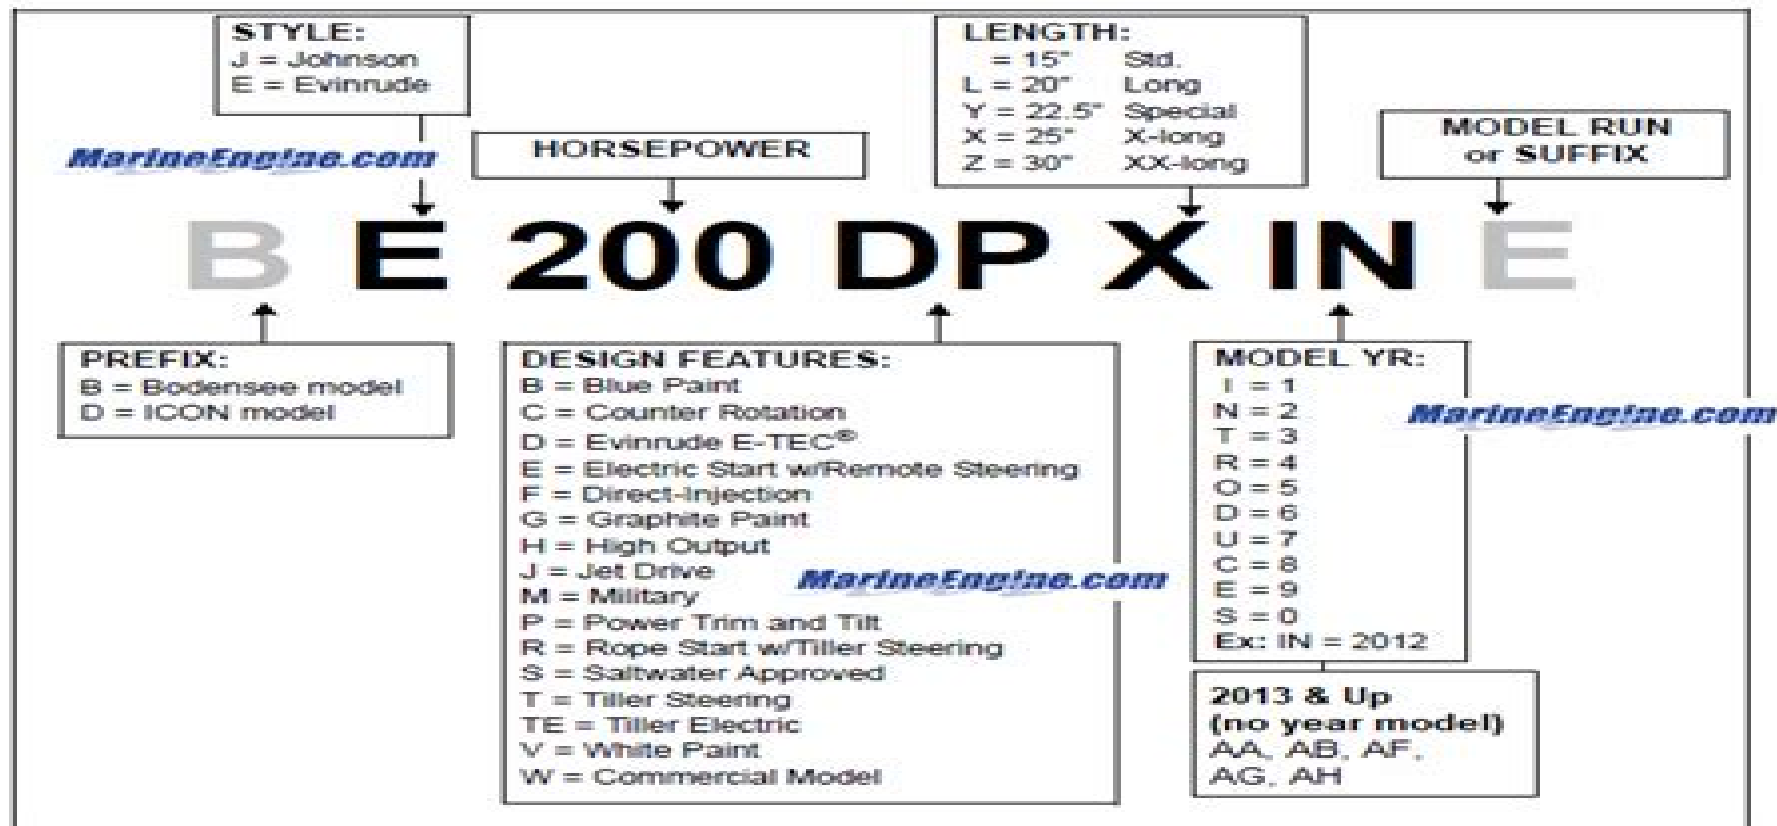 STYLE:
J = Johnson
E = Evinrude
LENGTH:
= 15" Std.
L = 20" Long
Y = 22.5" Special
X = 25" X-long
Z = 30" XX-long
HORSEPOWER
MODEL RUN
or SUFFIX
MarineEngine.com
B E 200 DP X IN E
PREFIX:
B = Bodensee model
D = ICON model
DESIGN FEATURES:
B = Blue Paint
C = Counter Rotation
D = Evinrude E-TEC®
E = Electric Start w/Remote Steering
F = Direct-Injection
G = Graphite Paint
H = High Output
J = Jet Drive
M = Military
P = Power Trim and Tilt
R = Rope Start w/Tiller Steering
S = Saltwater Approved
T = Tiller Steering
TE = Tiller Electric
V = White Paint
W = Commercial Model
MarineEngine.com
MODEL YR:
I = 1
N = 2
T = 3
R = 4
O = 5
D = 6
U = 7
C = 8
E = 9
S = 0
Ex: IN = 2012
MarineEngine.com
2013 & Up
(no year model)
AA, AB, AF,
AG, AH